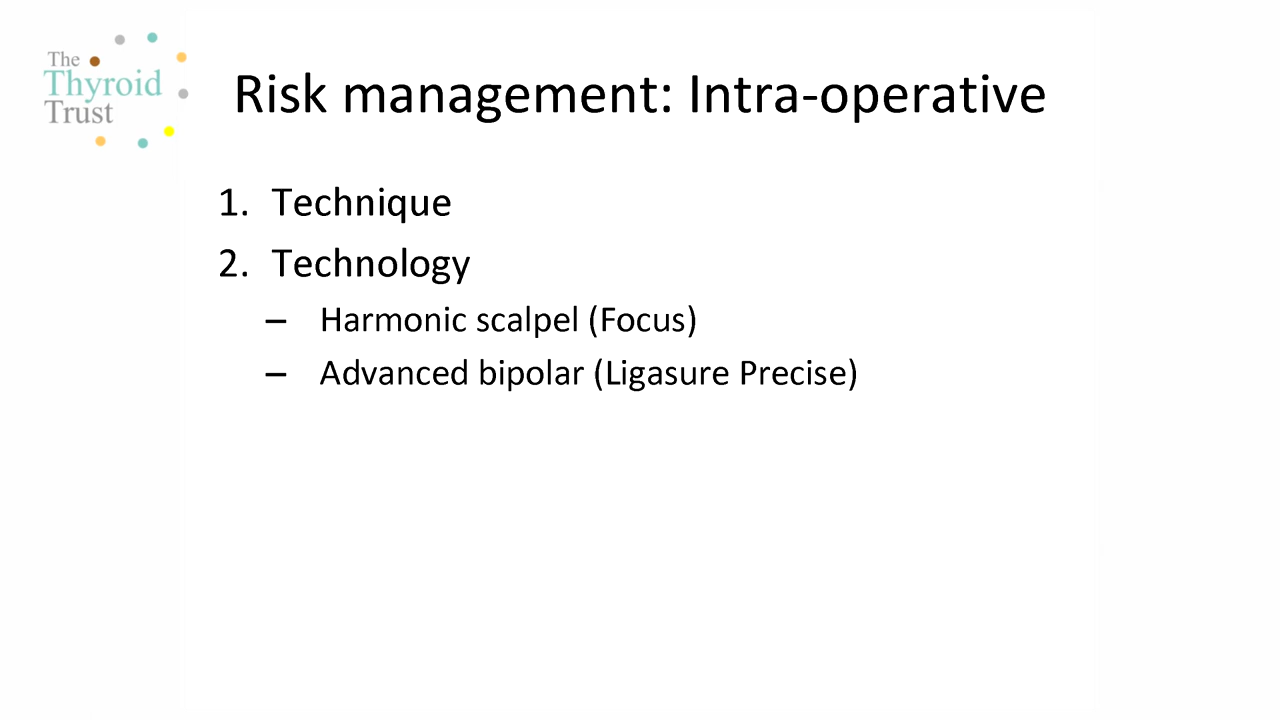 The
Thyroid
Trust
Risk management: Intra-operative
1. Technique
2. Technology
– Harmonic scalpel (Focus)
– Advanced bipolar (Ligasure Precise)